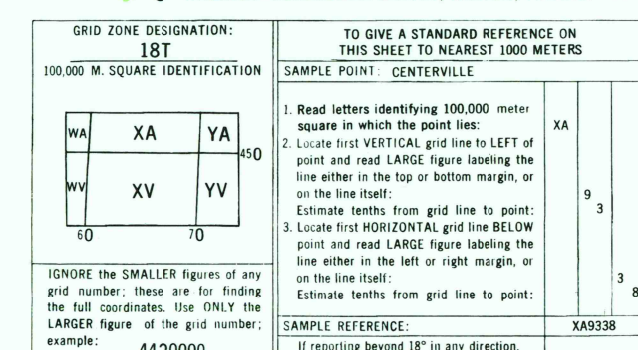 GRID ZONE DESIGNATION:
18T
100,000 M. SQUARE IDENTIFICATION
WA XA YA
450
WV XV YV
60 70
IGNORE the SMALLER figures of any
grid number; these are for finding
the full coordinates. Use ONLY the
LARGER figure of the grid number;
example:
4420000
TO GIVE A STANDARD REFERENCE ON
THIS SHEET TO NEAREST 1000 METERS
SAMPLE POINT: CENTERVILLE
1. Read letters identifying 100,000 meter
square in which the point lies: XA
2. Locate first VERTICAL grid line to LEFT of
point and read LARGE figure labeling the
line either in the top or bottom margin, or
on the line itself: 9
Estimate tenths from grid line to point: 3
3. Locate first HORIZONTAL grid line BELOW
point and read LARGE figure labeling the
line either in the left or right margin, or
on the line itself: 3
Estimate tenths from grid line to point: 8
SAMPLE REFERENCE: XA9338
If reporting beyond 18° in any direction,